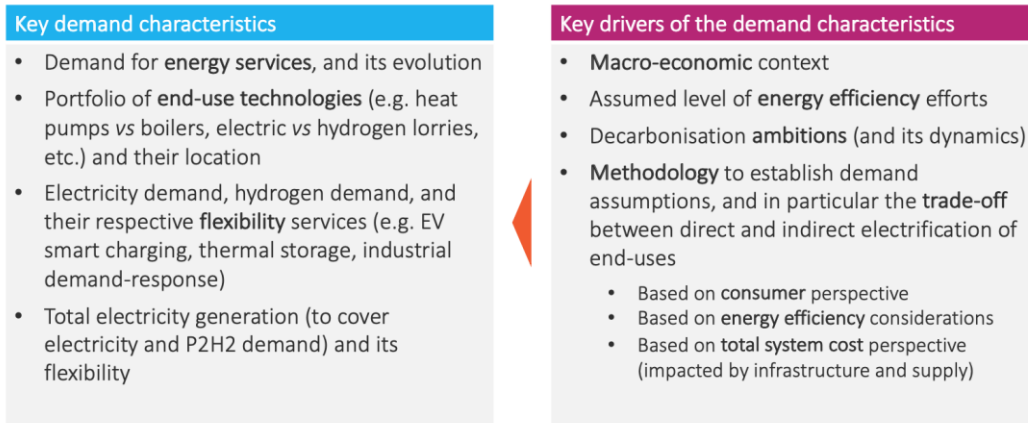 Key demand characteristics
• Demand for energy services, and its evolution
• Portfolio of end-use technologies (e.g. heat
pumps vs boilers, electric vs hydrogen lorries,
etc.) and their location
• Electricity demand, hydrogen demand, and
their respective flexibility services (e.g. EV
smart charging, thermal storage, industrial
demand-response)
• Total electricity generation (to cover
electricity and P2H2 demand) and its
flexibility
Key drivers of the demand characteristics
• Macro-economic context
• Assumed level of energy efficiency efforts
• Decarbonisation ambitions (and its dynamics)
• Methodology to establish demand
assumptions, and in particular the trade-off
between direct and indirect electrification of
end-uses
• Based on consumer perspective
• Based on energy efficiency considerations
• Based on total system cost perspective
(impacted by infrastructure and supply)